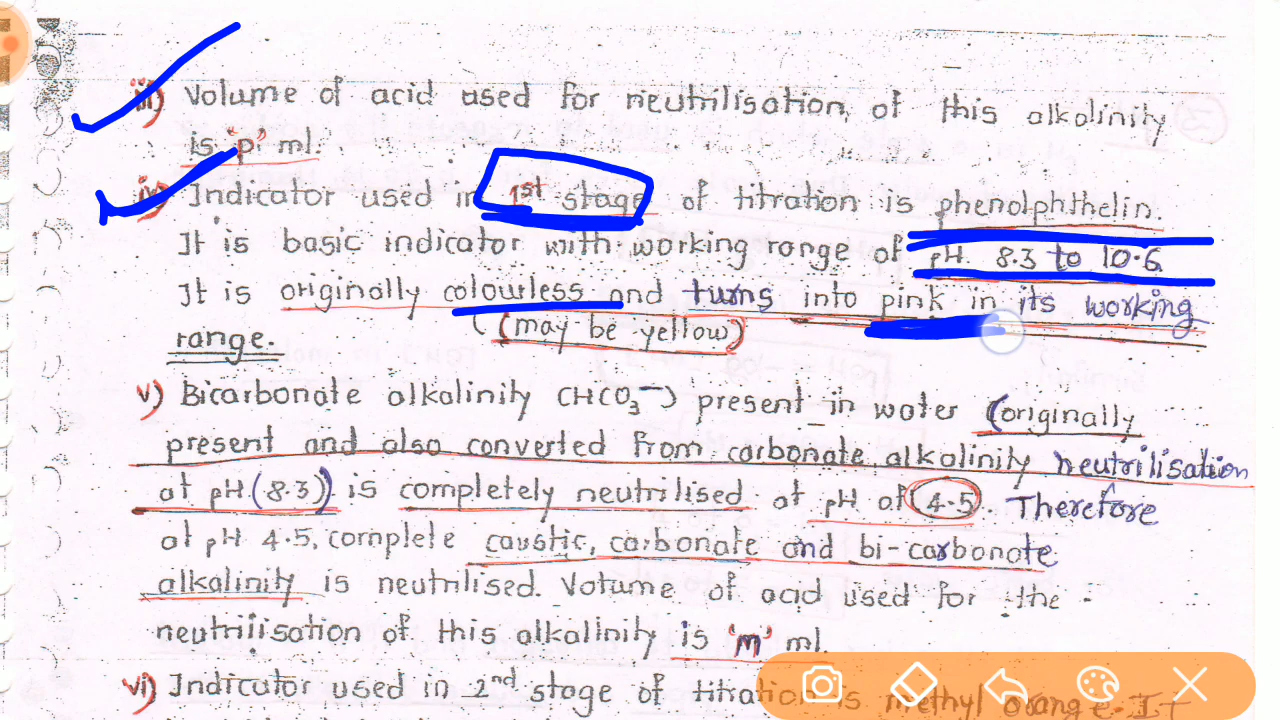 iii) Volume of acid used for neutrilisation of this alkalinity
is 'p' ml.
iv) Indicator used in 1st stage of titration is phenolphthelin.
It is basic indicator with working range of pH 8.3 to 10.6
It is originally colourless and turns into pink in its working
(may be yellow)
range.
v) Bicarbonate alkalinity (HCO3-) present in water (originally
present and also converted from carbonate alkalinity neutrilisation
at pH (8.3)) is completely neutrilised at pH of 4.5. Therefore
at pH 4.5, complete caustic, carbonate and bi-carbonate
alkalinity is neutrilised. Volume of acid used for the
neutrilisation of this alkalinity is 'm' ml.
vi) Indicator used in 2nd stage of titration is methyl orange. It